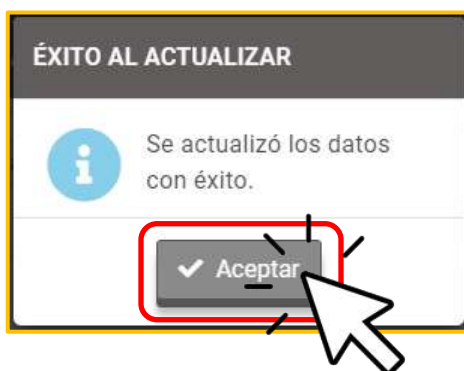 ÉXITO AL ACTUALIZAR
Se actualizó los datos
con éxito.
Aceptar